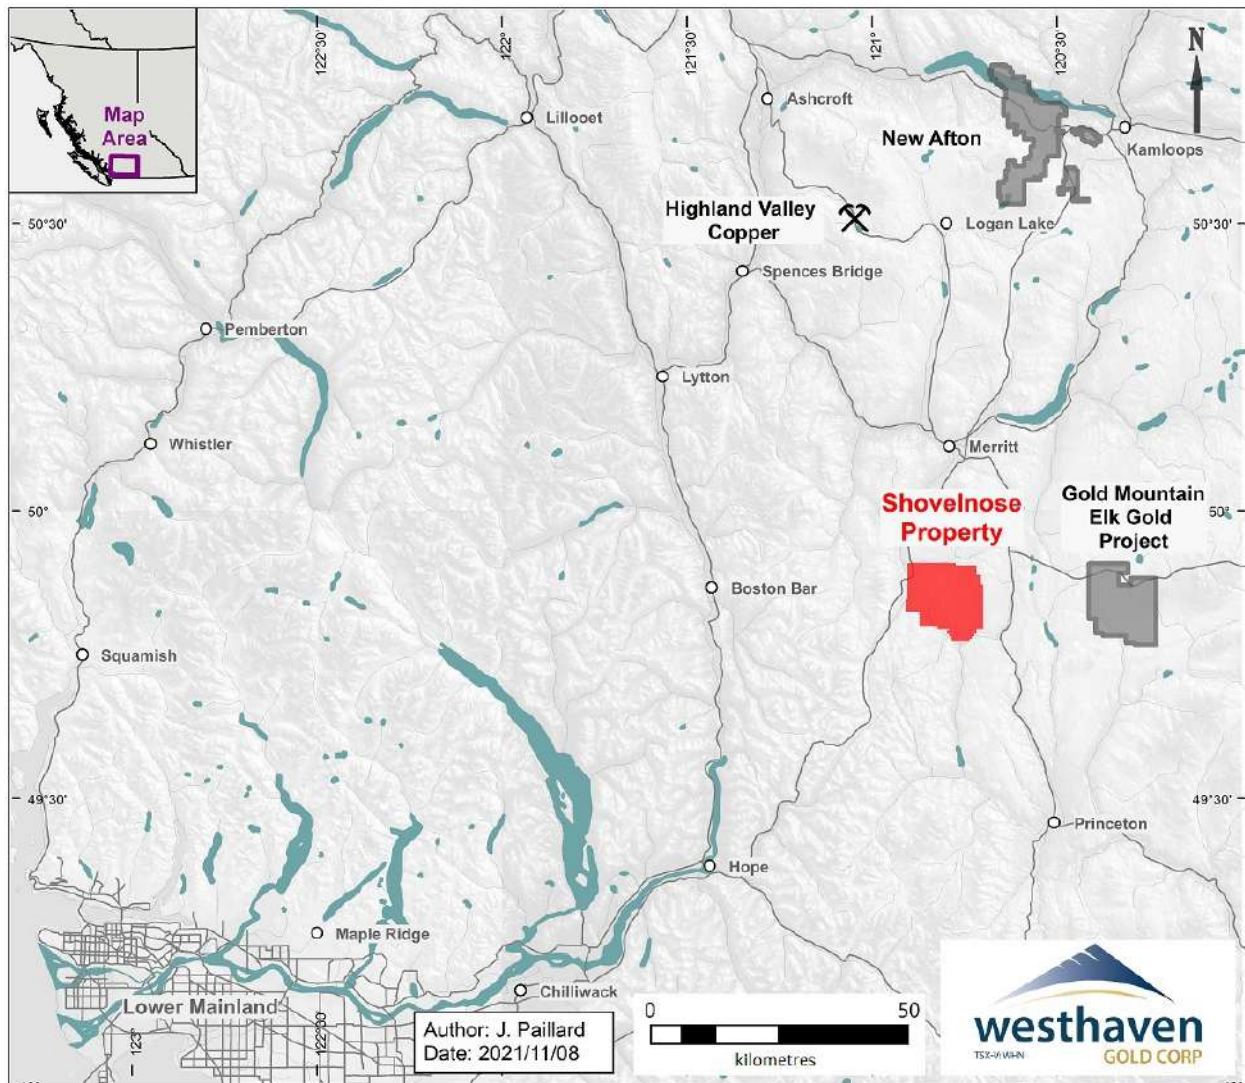 122°30'
122°
121°30'
121°
120°30'
N
Map
Area
Ashcroft
Lillooet
New Afton
Kamloops
50°30'
Highland Valley
Copper
Logan Lake
50°30'
Spences Bridge
Pemberton
Lytton
Whistler
Merritt
50°
Shovelnose
Property
Gold Mountain
Elk Gold
Project
50°
Boston Bar
Squamish
49°30'
49°30'
Princeton
Hope
Maple Ridge
Chilliwack
Lower Mainland
123°
122°30'
Author: J. Paillard
Date: 2021/11/08
0
50
kilometres
westhaven
GOLD CORP